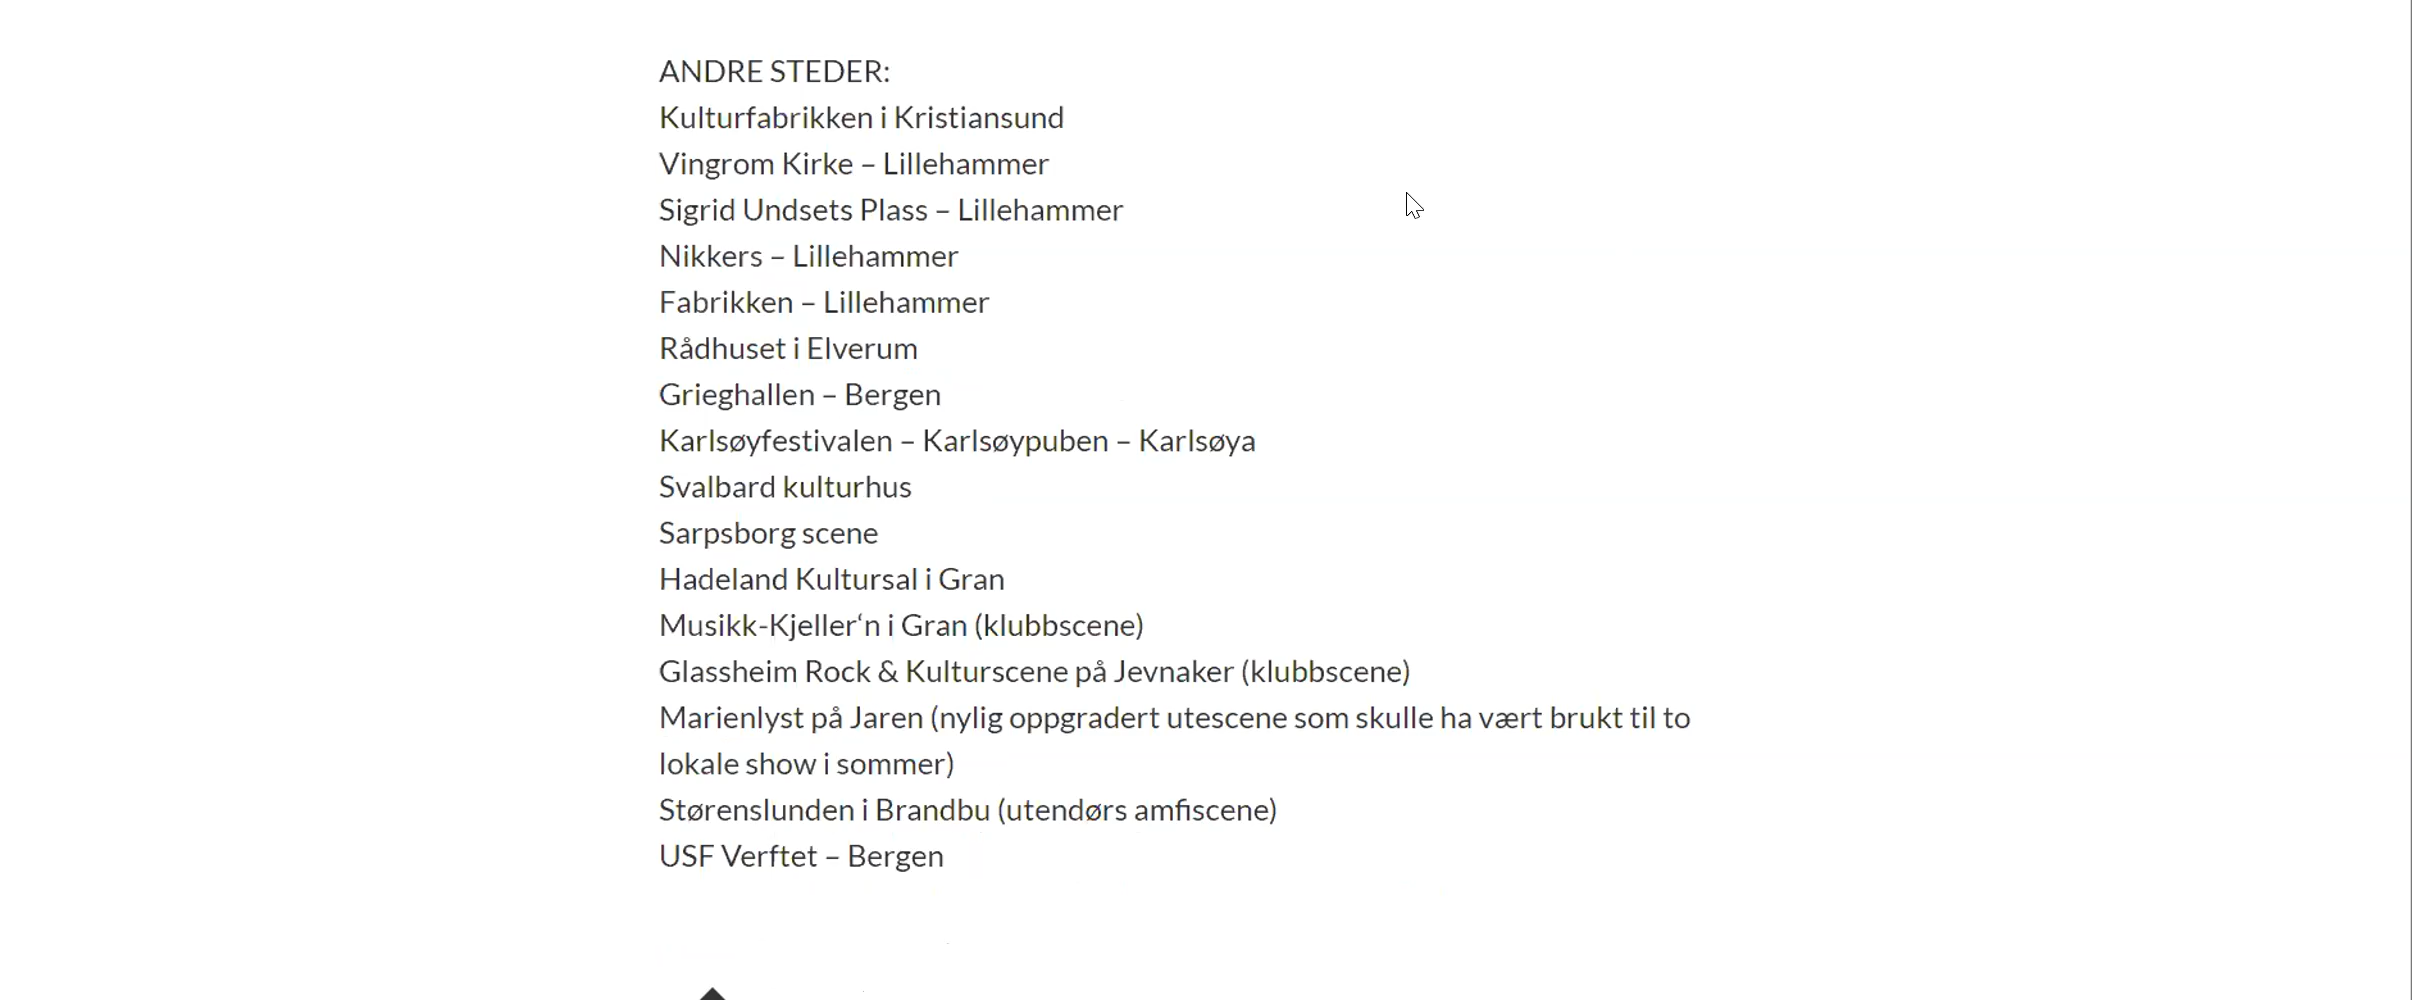 ANDRE STEDER:
Kulturfabrikken i Kristiansund
Vingrom Kirke – Lillehammer
Sigrid Undsets Plass – Lillehammer
Nikkers – Lillehammer
Fabrikken – Lillehammer
Rådhuset i Elverum
Grieghallen – Bergen
Karlsøyfestivalen – Karlsøypuben – Karlsøya
Svalbard kulturhus
Sarpsborg scene
Hadeland Kultursal i Gran
Musikk-Kjeller‘n i Gran (klubbscene)
Glassheim Rock & Kulturscene på Jevnaker (klubbscene)
Marienlyst på Jaren (nylig oppgradert utescene som skulle ha vært brukt til to
lokale show i sommer)
Størenslunden i Brandbu (utendørs amfiscene)
USF Verftet – Bergen